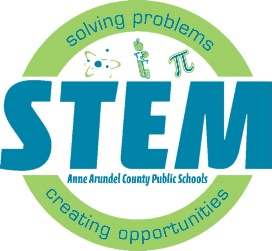 solving problems
π
STEM
Anne Arundel County Public Schools
creating opportunities